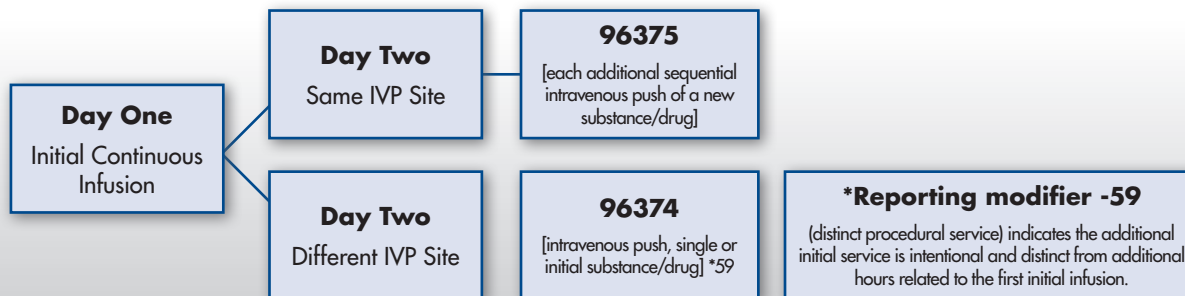 Day One
Initial Continuous
Infusion
Day Two
Same IVP Site
96375
[each additional sequential
intravenous push of a new
substance/drug]
Day Two
Different IVP Site
96374
[intravenous push, single or
initial substance/drug] *59
*Reporting modifier -59
(distinct procedural service) indicates the additional
initial service is intentional and distinct from additional
hours related to the first initial infusion.